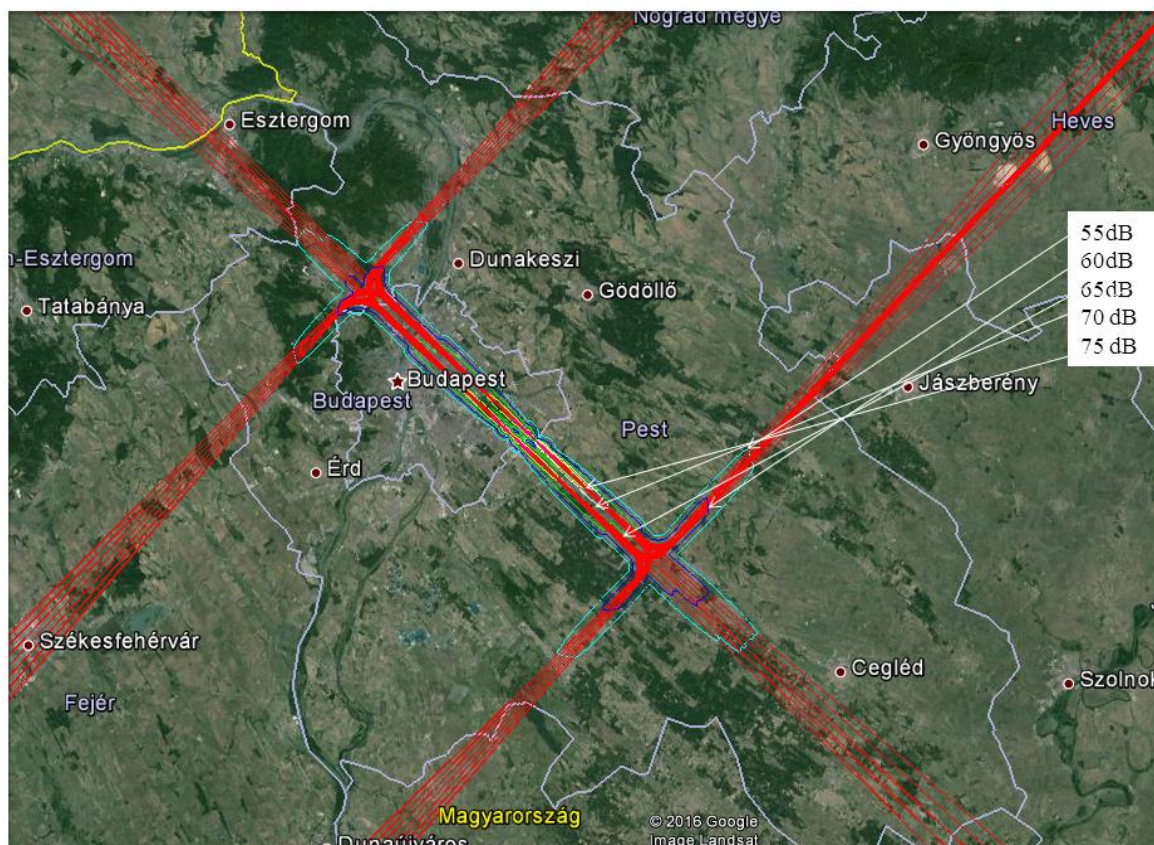 Nógrád megye
Esztergom
Gyöngyös
Heves
55dB
60dB
65dB
70 dB
75 dB
n-Esztergom
Dunakeszi
Gödöllő
Tatabánya
Budapest
Budapest
Jászberény
Pest
Érd
Székesfehérvár
Cegléd
Szolnok
Fejér
Magyarország
© 2016 Google
Image Landsat
Dunaújváros